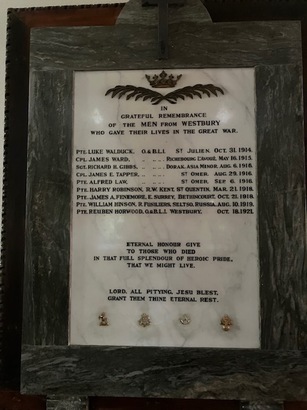 IN
GRATEFUL REMEMBRANCE
OF THE MEN FROM WESTBURY
WHO GAVE THEIR LIVES IN THE GREAT WAR.
PTE. LUKE WALDUCK, O.&B.L.I. ST JULIEN, OCT. 31. 1914.
CPL. JAMES WARD, " " " RICHEBOURG L'AVOUÉ, MAY 16. 1915.
SGT. RICHARD H. GIBBS, " " " DORAK, ASIA MINOR, AUG. 6. 1916.
CPL. JAMES E. TAPPER, " " " ST OMER, AUG. 29. 1916.
PTE. ALFRED LAW, " " " ST OMER, SEP. 6. 1916.
PTE. HARRY ROBINSON, R.W. KENT, ST QUENTIN, MAR. 21. 1918.
PTE. JAMES A. FINEMORE, E. SURREY, BETHENCOURT, OCT. 21. 1918.
PTE. WILLIAM HINSON, R. FUSILIERS, SELTSO, RUSSIA, AUG. 10. 1919.
PTE. REUBEN HORWOOD, O.&B.L.I. WESTBURY, OCT. 18. 1921.
ETERNAL HONOUR GIVE
TO THOSE WHO DIED
IN THAT FULL SPLENDOUR OF HEROIC PRIDE,
THAT WE MIGHT LIVE.
LORD, ALL PITYING, JESU BLEST,
GRANT THEM THINE ETERNAL REST.